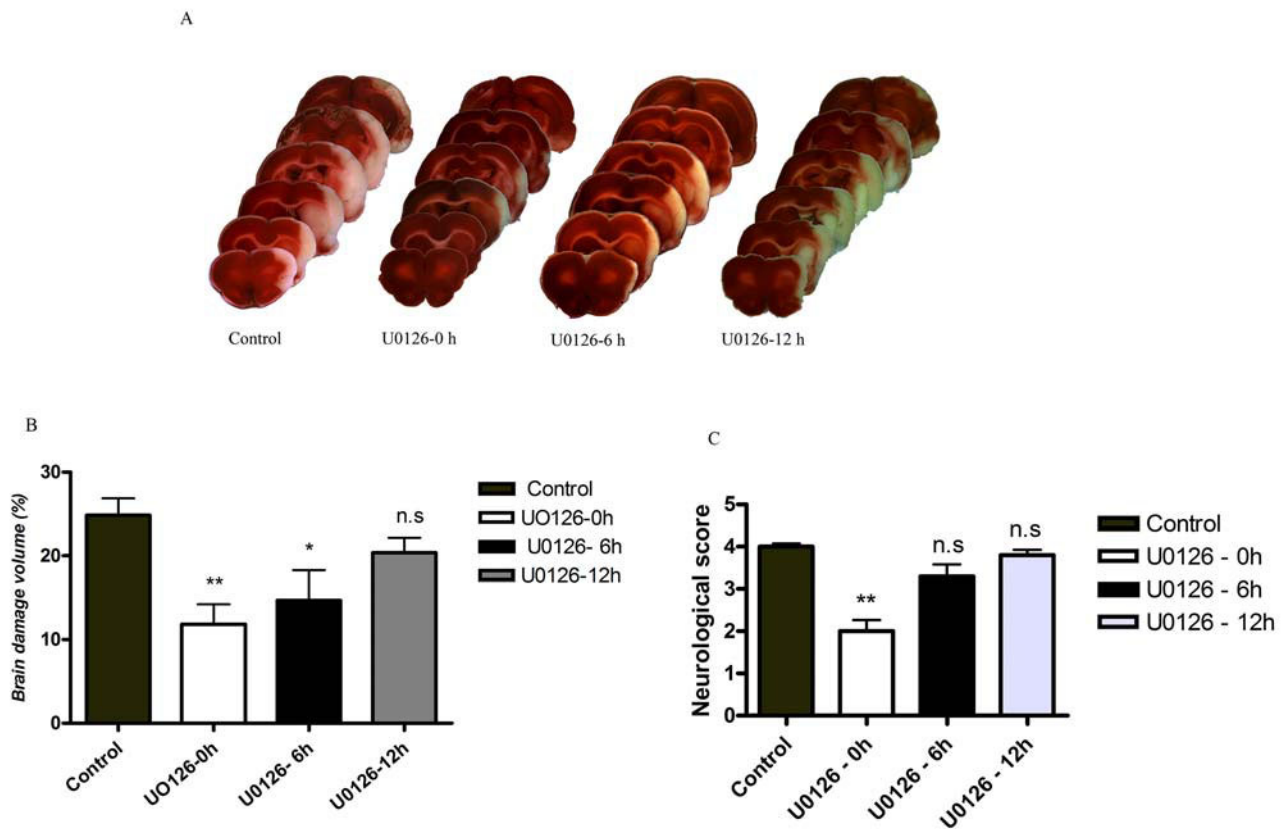 A
Control
U0126-0 h
U0126-6 h
U0126-12 h
B
Brain damage volume (%)
30
20
10
0
**
*
n.s
Control
UO126-0h
U0126- 6h
U0126-12h
Control
UO126-0h
U0126- 6h
U0126-12h
C
Neurological score
5
4
3
2
1
0
**
n.s
n.s
Control
U0126 - 0h
U0126 - 6h
U0126 - 12h
Control
U0126 - 0h
U0126 - 6h
U0126 - 12h